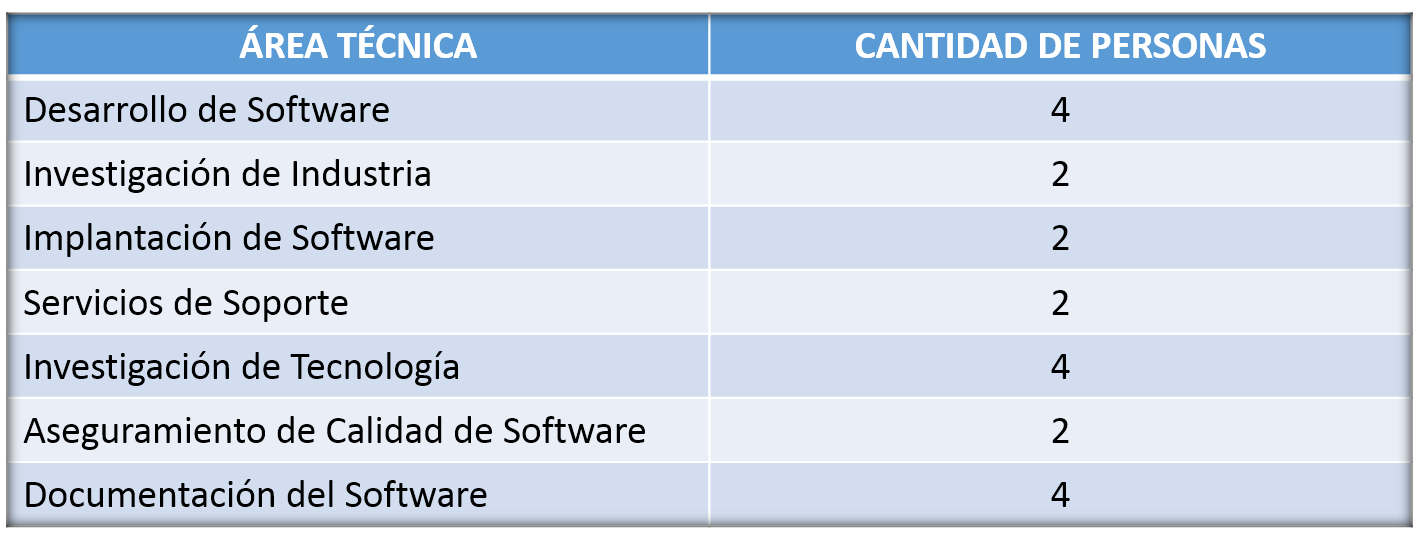 ÁREA TÉCNICA CANTIDAD DE PERSONAS
Desarrollo de Software 4
Investigación de Industria 2
Implantación de Software 2
Servicios de Soporte 2
Investigación de Tecnología 4
Aseguramiento de Calidad de Software 2
Documentación del Software 4